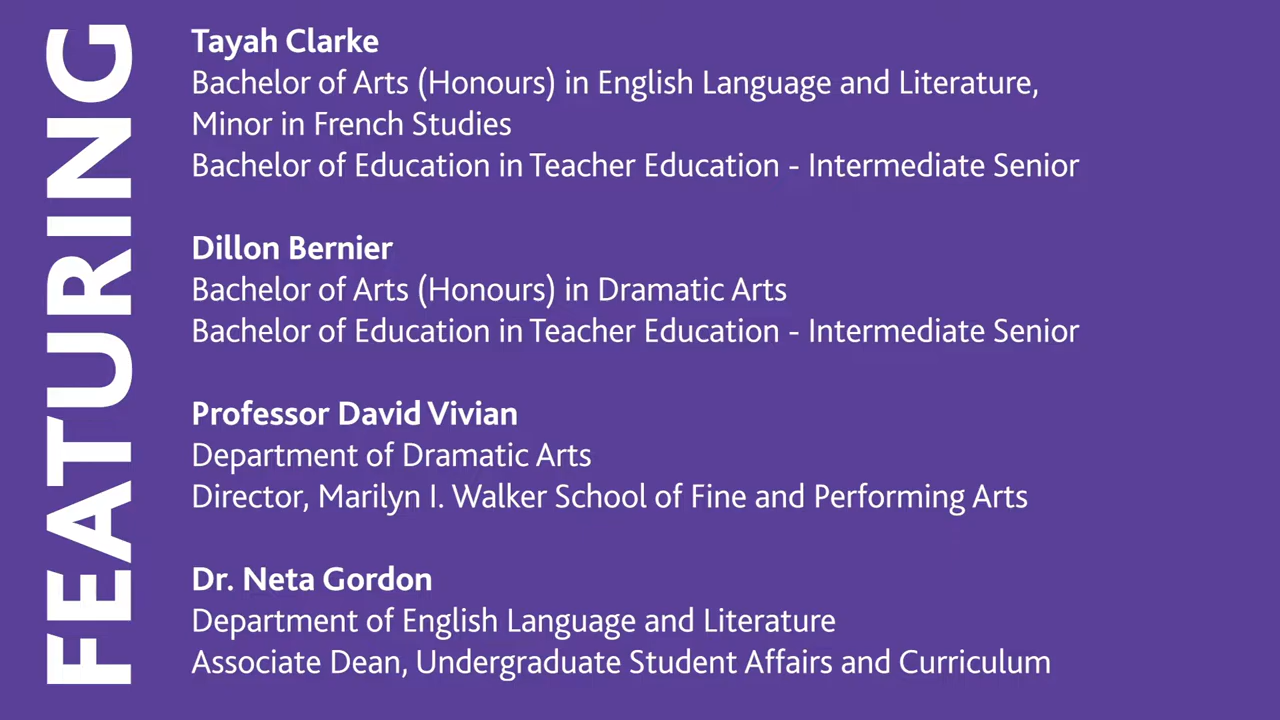 FEATURING
Tayah Clarke
Bachelor of Arts (Honours) in English Language and Literature,
Minor in French Studies
Bachelor of Education in Teacher Education - Intermediate Senior
Dillon Bernier
Bachelor of Arts (Honours) in Dramatic Arts
Bachelor of Education in Teacher Education - Intermediate Senior
Professor David Vivian
Department of Dramatic Arts
Director, Marilyn I. Walker School of Fine and Performing Arts
Dr. Neta Gordon
Department of English Language and Literature
Associate Dean, Undergraduate Student Affairs and Curriculum